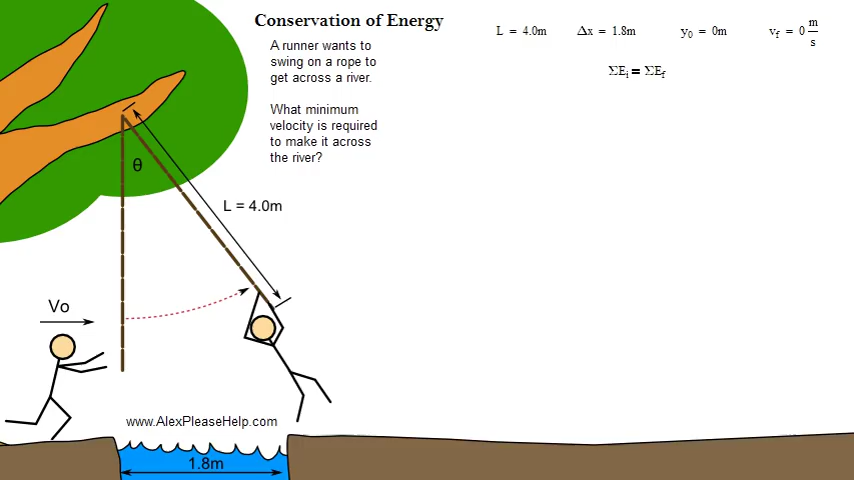 Conservation of Energy
A runner wants to
swing on a rope to
get across a river.
What minimum
velocity is required
to make it across
the river?
L = 4.0m Δx = 1.8m y₀ = 0m v_f = 0 m/s
ΣEᵢ = ΣE_f
θ
L = 4.0m
Vo
www.AlexPleaseHelp.com
1.8m